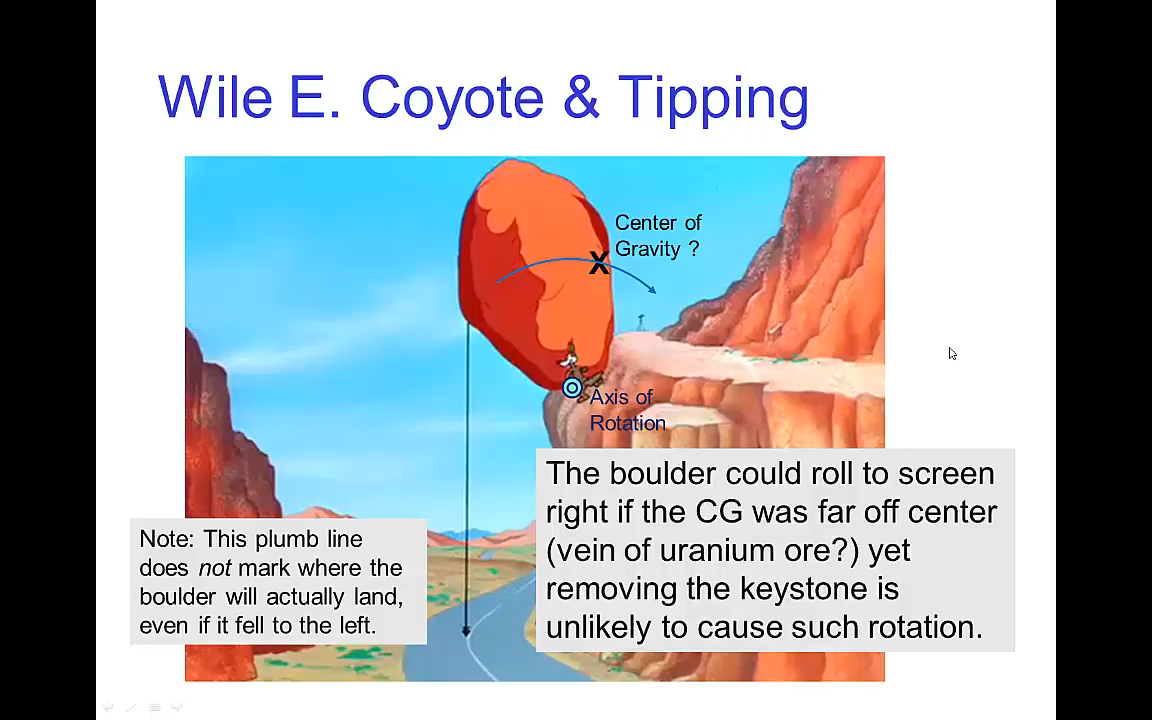 Wile E. Coyote & Tipping
Center of
Gravity ?
X
Axis of
Rotation
The boulder could roll to screen
right if the CG was far off center
(vein of uranium ore?) yet
removing the keystone is
unlikely to cause such rotation.
Note: This plumb line
does not mark where the
boulder will actually land,
even if it fell to the left.